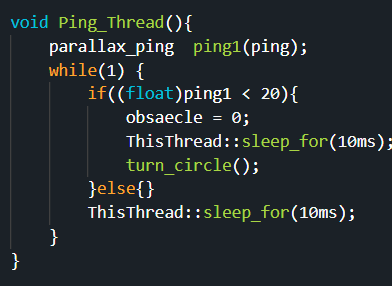 void Ping_Thread(){
    parallax_ping  ping1(ping);
    while(1) {
        if((float)ping1 < 20){
            obsaecle = 0;
            ThisThread::sleep_for(10ms);
            turn_circle();
        }else{}
        ThisThread::sleep_for(10ms);
    }
}